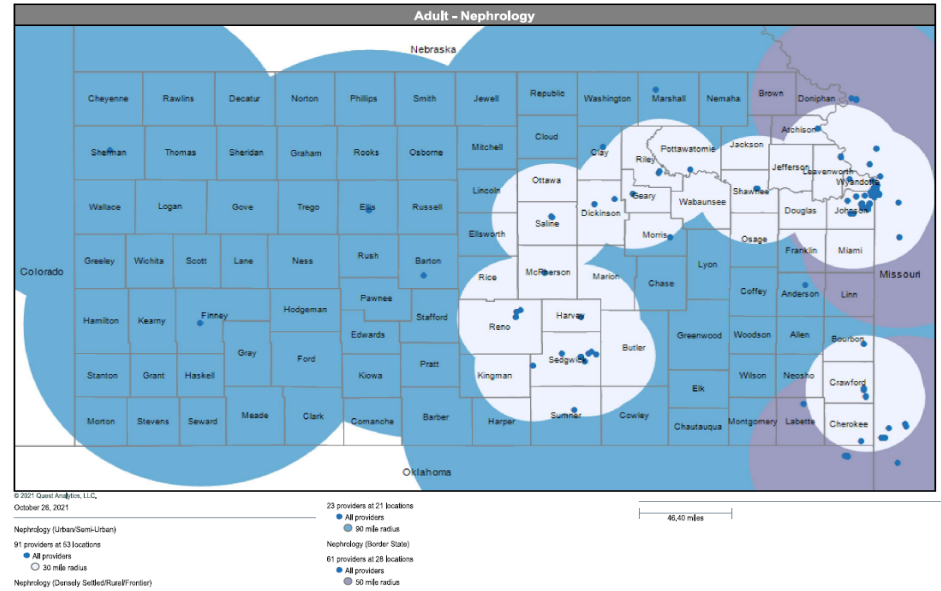 Adult - Nephrology
Nebraska
Cheyenne Rawlins Decatur Norton Phillips Smith Jewell Republic Washington Marshall Nemaha Brown Doniphan
Atchison
Sherman Thomas Sheridan Graham Rooks Osborne Mitchell Cloud Clay Riley Pottawatomie Jackson Jefferson Leavenworth
Wyandotte
Ottawa
Wallace Logan Gove Trego Ellis Russell Lincoln Saline Dickinson Geary Wabaunsee Shawnee Douglas Johnson
Ellsworth Morris Osage
Greeley Wichita Scott Lane Ness Rush Barton Rice McPherson Marion Chase Lyon Franklin Miami
Colorado Missouri
Hamilton Kearny Finney Hodgeman Pawnee Stafford Reno Harvey Coffey Anderson Linn
Gray Ford Edwards Pratt Kingman Sedgwick Butler Greenwood Woodson Allen Bourbon
Stanton Grant Haskell Kiowa Elk Wilson Neosho Crawford
Morton Stevens Seward Meade Clark Comanche Barber Harper Sumner Cowley Chautauqua Montgomery Labette Cherokee
Oklahoma
© 2021 Quest Analytics, LLC.
October 26, 2021
Nephrology (Urban/Semi-Urban)
91 providers at 53 locations
All providers
30 mile radius
Nephrology (Densely Settled/Rural/Frontier)
23 providers at 21 locations
All providers
90 mile radius
Nephrology (Border State)
61 providers at 28 locations
All providers
50 mile radius
46.40 miles